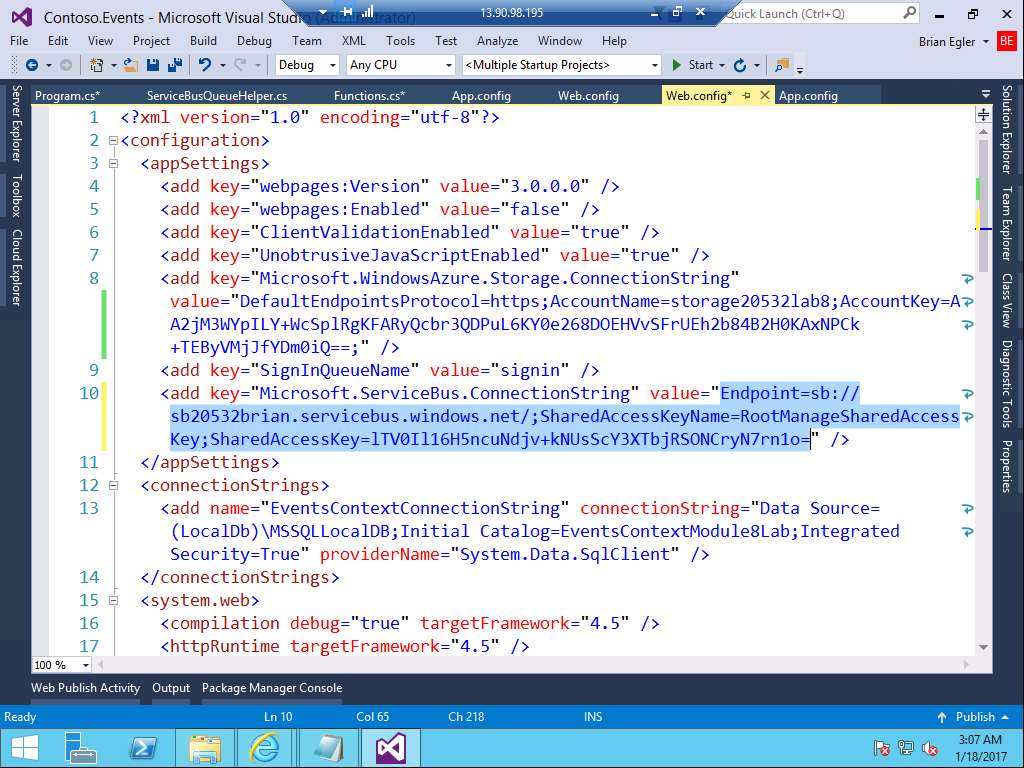 Contoso.Events - Microsoft Visual Studio (Administrator)
13.90.98.195
Quick Launch (Ctrl+Q)
File Edit View Project Build Debug Team XML Tools Test Analyze Window Help
Brian Egler BE
Debug Any CPU <Multiple Startup Projects> Start
Program.cs* ServiceBusQueueHelper.cs Functions.cs* App.config Web.config Web.config* App.config
Server Explorer
Toolbox
Cloud Explorer
1 <?xml version="1.0" encoding="utf-8"?>
2 <configuration>
3 <appSettings>
4 <add key="webpages:Version" value="3.0.0.0" />
5 <add key="webpages:Enabled" value="false" />
6 <add key="ClientValidationEnabled" value="true" />
7 <add key="UnobtrusiveJavaScriptEnabled" value="true" />
8 <add key="Microsoft.WindowsAzure.Storage.ConnectionString"
value="DefaultEndpointsProtocol=https;AccountName=storage20532lab8;AccountKey=A
A2jM3WYpILY+WcSplRgKFARyQcbr3QDPuL6KY0e268DOEHVvSFrUEh2b84B2H0KAxNPCk
+TEByVMjJfYDm0iQ==;" />
9 <add key="SignInQueueName" value="signin" />
10 <add key="Microsoft.ServiceBus.ConnectionString" value="Endpoint=sb://
sb20532brian.servicebus.windows.net/;SharedAccessKeyName=RootManageSharedAccess
Key;SharedAccessKey=lTV0Il16H5ncuNdjv+kNUsScY3XTbjRSONCryN7rn1o=" />
11 </appSettings>
12 <connectionStrings>
13 <add name="EventsContextConnectionString" connectionString="Data Source=
(LocalDb)\MSSQLLocalDB;Initial Catalog=EventsContextModule8Lab;Integrated
Security=True" providerName="System.Data.SqlClient" />
14 </connectionStrings>
15 <system.web>
16 <compilation debug="true" targetFramework="4.5" />
17 <httpRuntime targetFramework="4.5" />
Solution Explorer
Team Explorer
Class View
Diagnostic Tools
Properties
100 %
Web Publish Activity Output Package Manager Console
Ready Ln 10 Col 65 Ch 218 INS Publish
3:07 AM
1/18/2017